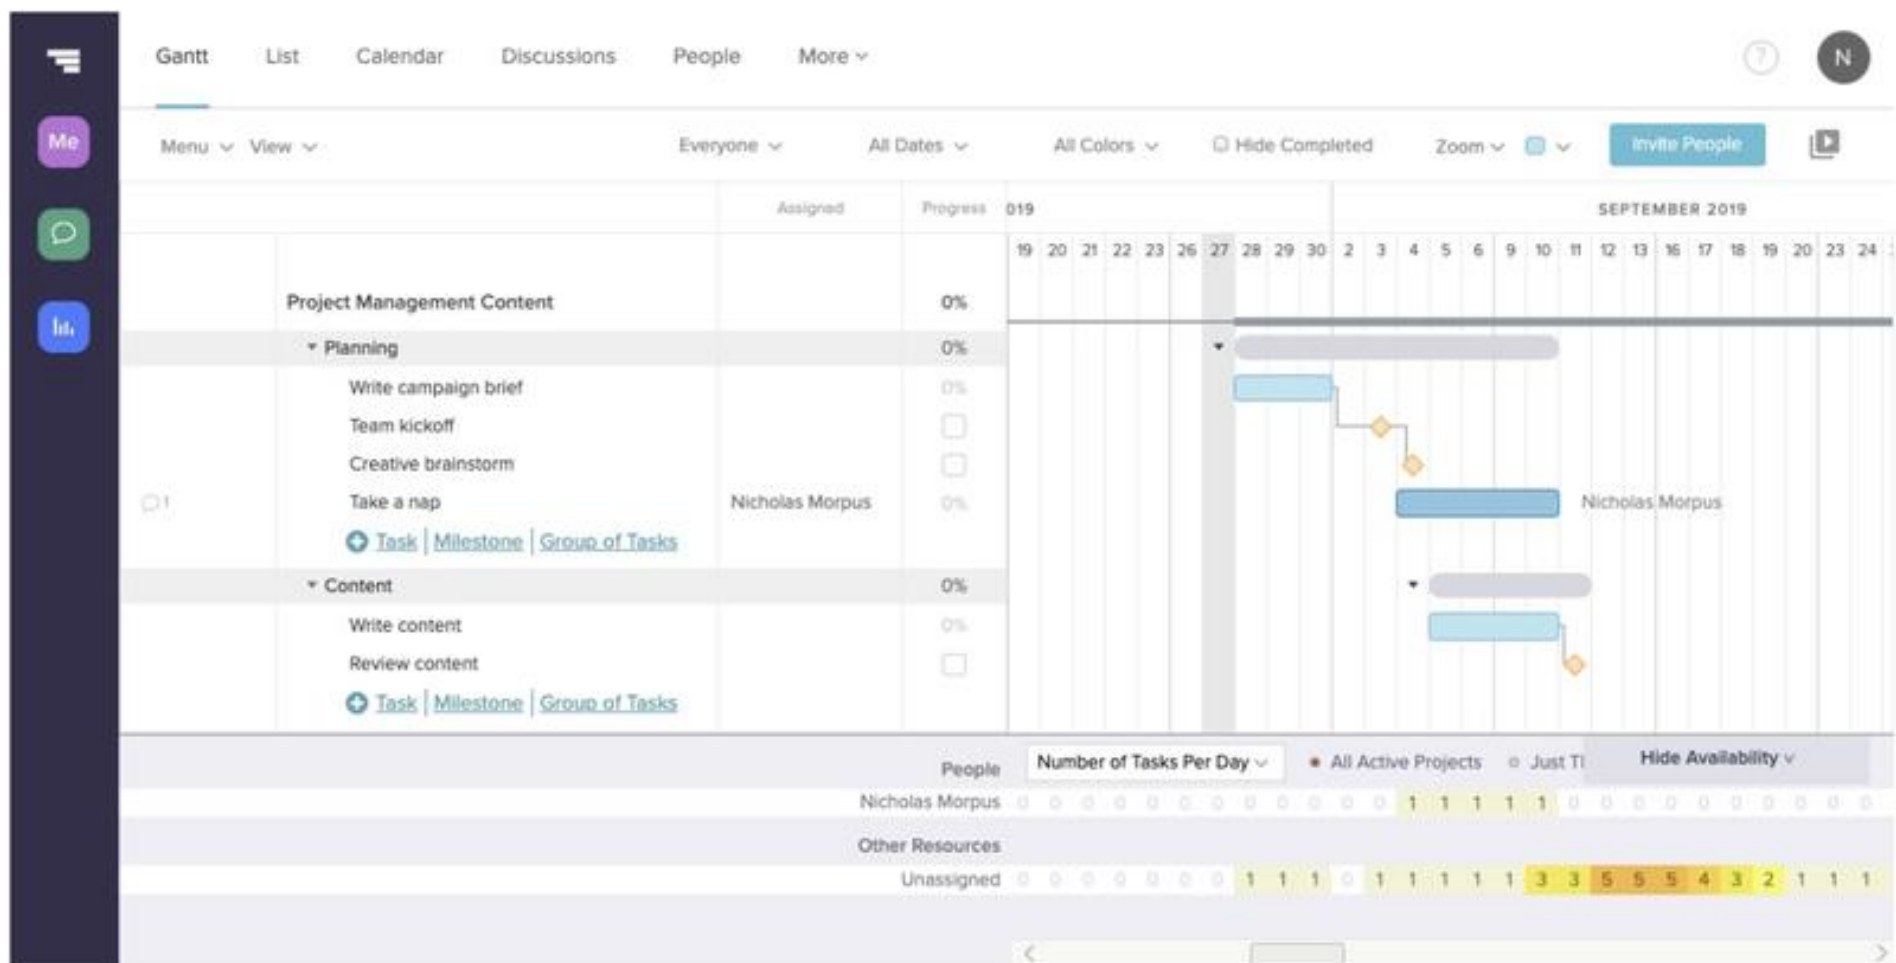 Gantt List Calendar Discussions People More ? N
Me
Menu View Everyone All Dates All Colors Hide Completed Zoom Invite People
Assigned Progress 019 SEPTEMBER 2019
19 20 21 22 23 26 27 28 29 30 2 3 4 5 6 9 10 11 12 13 16 17 18 19 20 23 24
Project Management Content 0%
Planning 0%
Write campaign brief 0%
Team kickoff
Creative brainstorm
1 Take a nap Nicholas Morpus 0% Nicholas Morpus
Task Milestone Group of Tasks
Content 0%
Write content 0%
Review content
Task Milestone Group of Tasks
People Number of Tasks Per Day All Active Projects Just Hide Availability
Nicholas Morpus 0 0 0 0 0 0 0 0 0 0 0 0 1 1 1 1 1 0 0 0 0 0 0 0 0 0 0
Other Resources
Unassigned 0 0 0 0 0 0 0 1 1 1 0 1 1 1 1 1 3 3 5 5 5 4 3 2 1 1 1